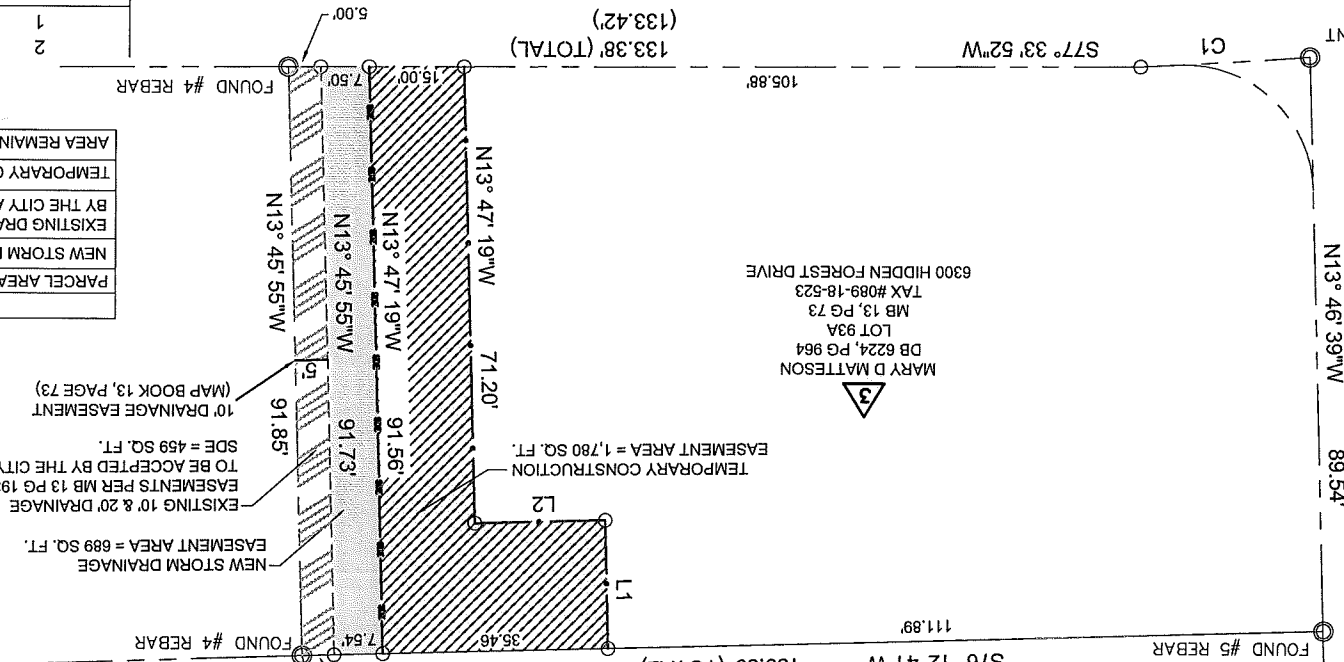 FOUND #5 REBAR
111.89'
35.46
7.54'
FOUND #4 REBAR
L1
L2
NEW STORM DRAINAGE
EASEMENT AREA = 689 SQ. FT.
EXISTING 10' & 20' DRAINAGE
EASEMENTS PER MB 13 PG
TO BE ACCEPTED BY THE CITY
SDE = 459 SQ. FT.
10' DRAINAGE EASEMENT
(MAP BOOK 13, PAGE 73)
5'
TEMPORARY CONSTRUCTION
EASEMENT AREA = 1,780 SQ. FT.
3
MARY D MATTESON
DB 6224, PG 964
LOT 93A
MB 13, PG 73
TAX #089-18-523
6300 HIDDEN FOREST DRIVE
N13° 46' 39"W 89.54'
N13° 47' 19"W 71.20'
N13° 47' 19"W 91.56'
N13° 45' 55"W 91.73'
N13° 45' 55"W 91.85'
PARCEL AREA
NEW STORM
EXISTING
BY THE CITY
TEMPORARY
AREA
FOUND #4 REBAR
105.88'
15.00'
7.50'
5.00'
C1
S77° 33' 52"W
133.38' (TOTAL)
(133.42')
2
1